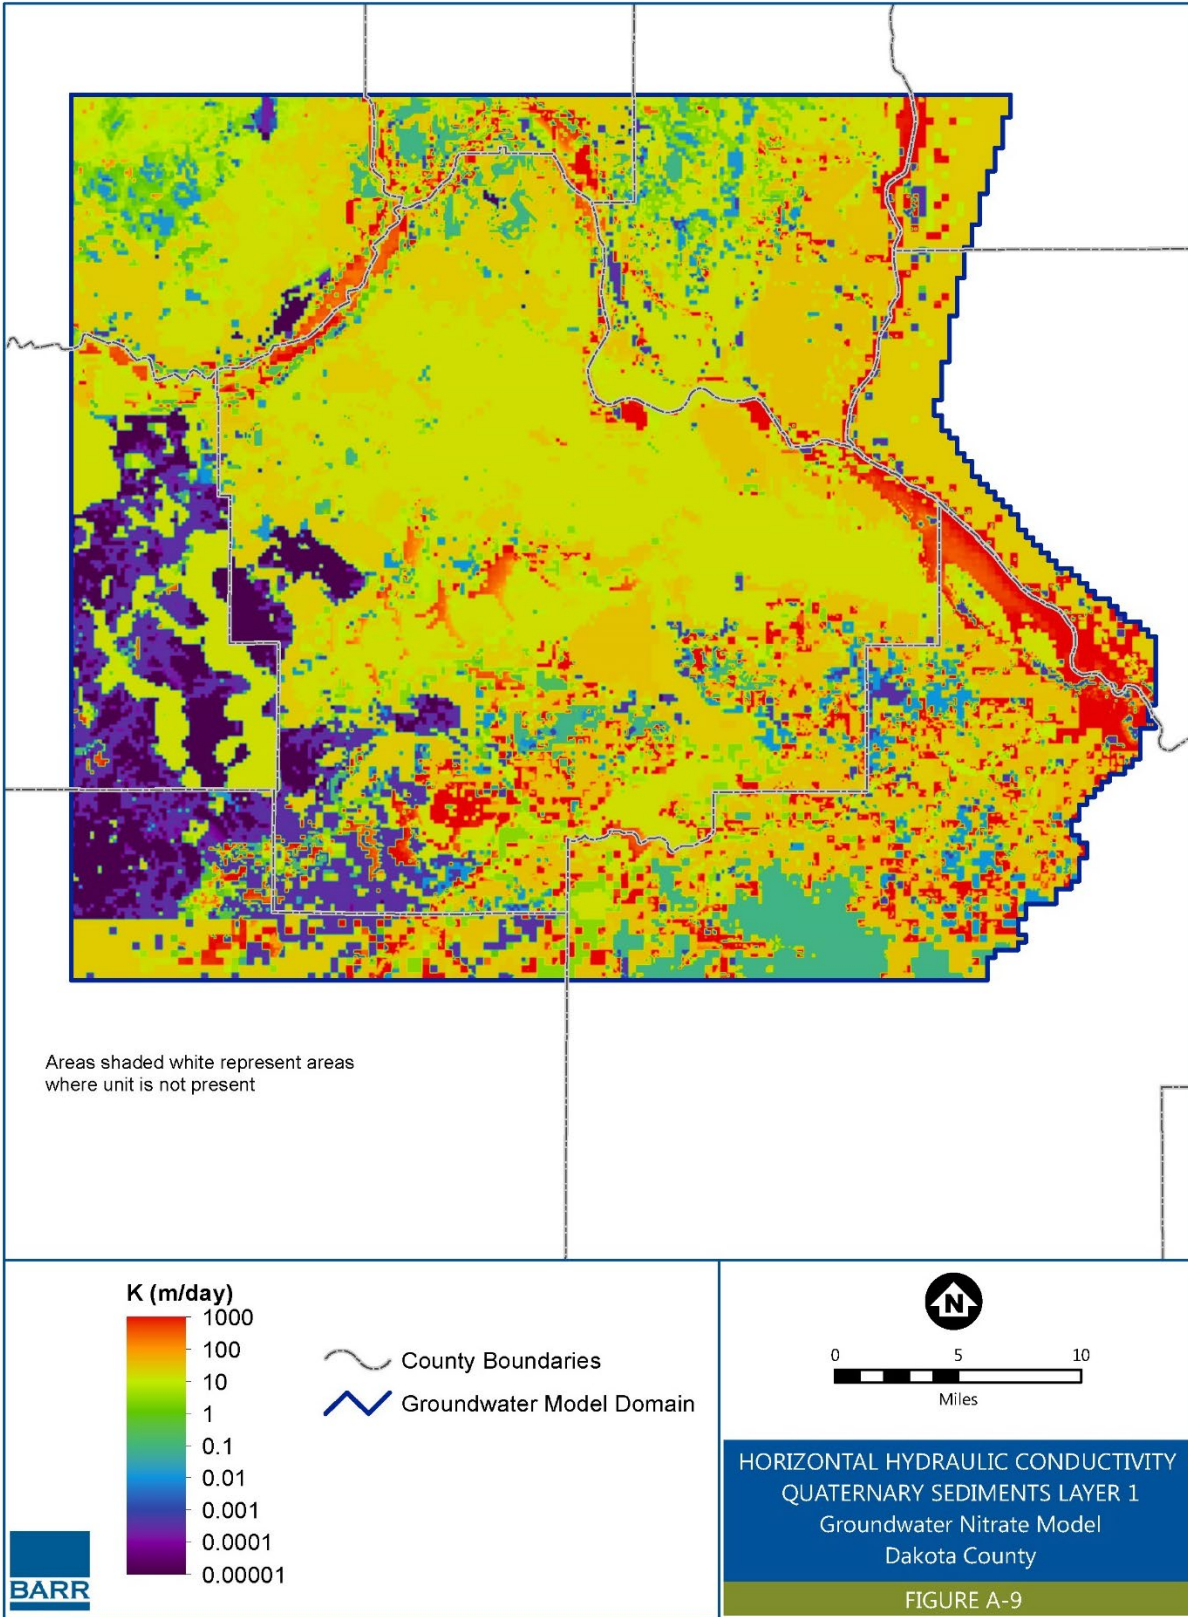 Areas shaded white represent areas
where unit is not present
K (m/day)
1000
100
10
1
0.1
0.01
0.001
0.0001
0.00001
County Boundaries
Groundwater Model Domain
BARR
N
0 5 10
Miles
HORIZONTAL HYDRAULIC CONDUCTIVITY
QUATERNARY SEDIMENTS LAYER 1
Groundwater Nitrate Model
Dakota County
FIGURE A-9